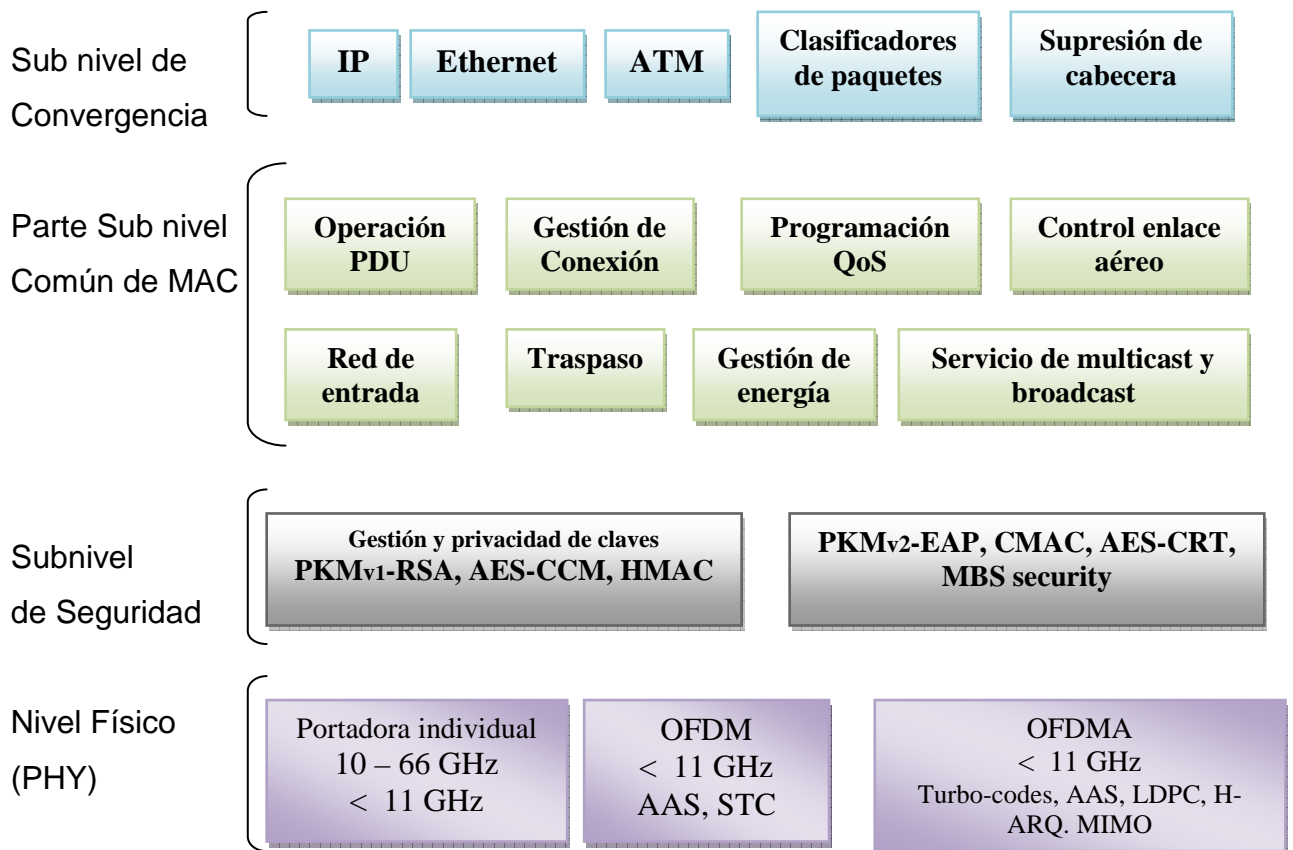 Sub nivel de
Convergencia
IP
Ethernet
ATM
Clasificadores
de paquetes
Supresión de
cabecera
Parte Sub nivel
Común de MAC
Operación
PDU
Gestión de
Conexión
Programación
QoS
Control enlace
aéreo
Red de
entrada
Traspaso
Gestión de
energía
Servicio de multicast y
broadcast
Subnivel
de Seguridad
Gestión y privacidad de claves
PKMv1-RSA, AES-CCM, HMAC
PKMv2-EAP, CMAC, AES-CRT,
MBS security
Nivel Físico
(PHY)
Portadora individual
10 – 66 GHz
< 11 GHz
OFDM
< 11 GHz
AAS, STC
OFDMA
< 11 GHz
Turbo-codes, AAS, LDPC, H-
ARQ. MIMO